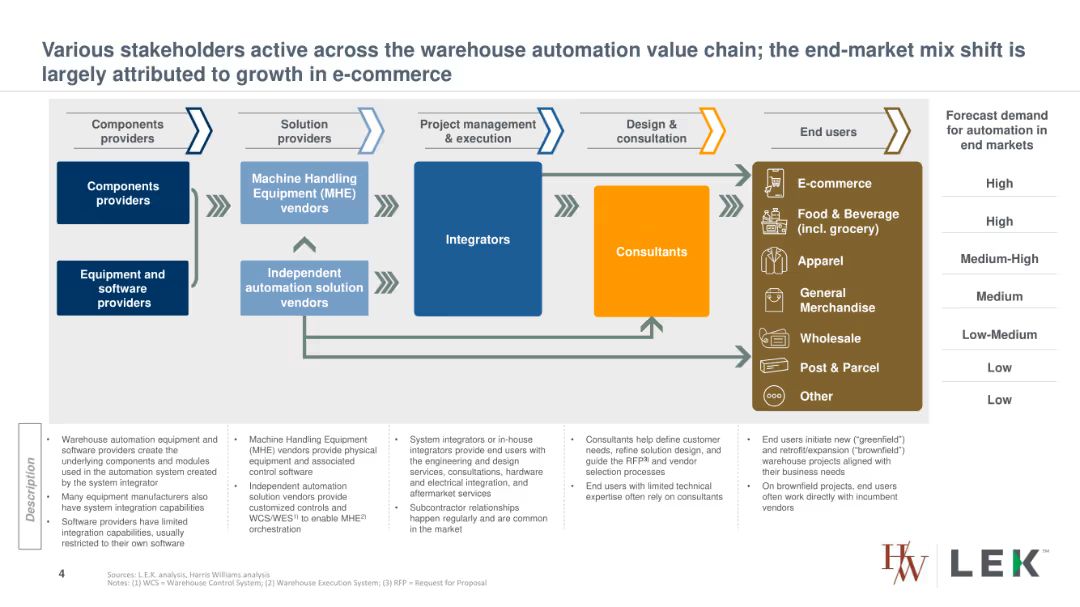 Various stakeholders active across the warehouse automation value chain; the end-market mix shift is
largely attributed to growth in e-commerce
Components
providers
Solution
providers
Project management
& execution
Design &
consultation
End users
Forecast demand
for automation in
end markets
Components
providers
Equipment and
software
providers
Machine Handling
Equipment (MHE)
vendors
Independent
automation solution
vendors
Integrators
Consultants
E-commerce
High
Food & Beverage
(incl. grocery)
High
Apparel
Medium-High
General
Merchandise
Medium
Wholesale
Low-Medium
Post & Parcel
Low
Other
Low
Description
• Warehouse automation equipment and
software providers create the
underlying components and modules
used in the automation system created
by the system integrator
• Many equipment manufacturers also
have system integration capabilities
• Software providers have limited
integration capabilities, usually
restricted to their own software
• Machine Handling Equipment
(MHE) vendors provide physical
equipment and associated
control software
• Independent automation
solution vendors provide
customized controls and
WCS/WES1) to enable MHE2)
orchestration
• System integrators or in-house
integrators provide end users with
the engineering and design
services, consultations, hardware
and electrical integration, and
aftermarket services
• Subcontractor relationships
happen regularly and are common
in the market
• Consultants help define customer
needs, refine solution design, and
guide the RFP3) and vendor
selection processes
• End users with limited technical
expertise often rely on consultants
• End users initiate new (“greenfield”)
and retrofit/expansion (“brownfield”)
warehouse projects aligned with
their business needs
• On brownfield projects, end users
often work directly with incumbent
vendors
4
Sources: L.E.K. analysis, Harris Williams analysis
Notes: (1) WCS = Warehouse Control System; (2) Warehouse Execution System; (3) RFP = Request for Proposal
HW
LEK™